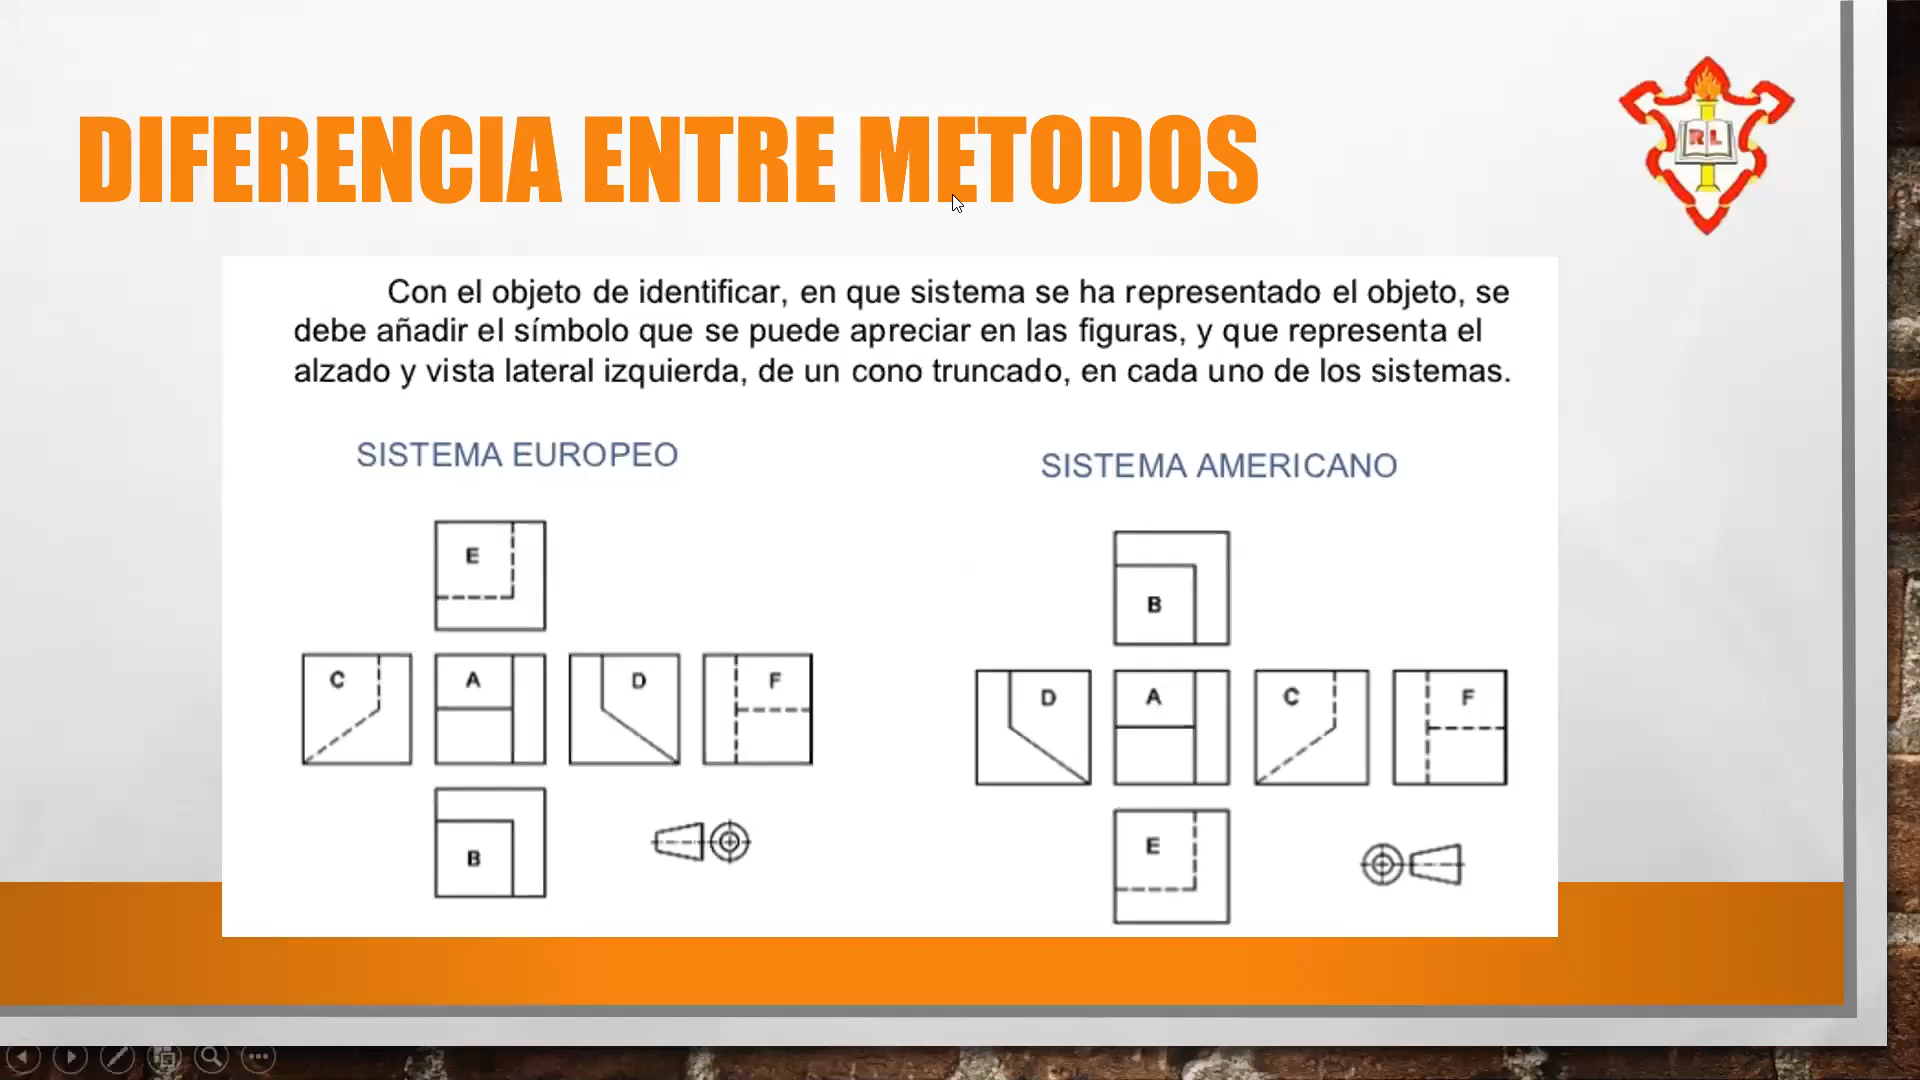 DIFERENCIA ENTRE METODOS
RL
Con el objeto de identificar, en que sistema se ha representado el objeto, se
debe añadir el símbolo que se puede apreciar en las figuras, y que representa el
alzado y vista lateral izquierda, de un cono truncado, en cada uno de los sistemas.
SISTEMA EUROPEO
E
C A D F
B
SISTEMA AMERICANO
B
D A C F
E